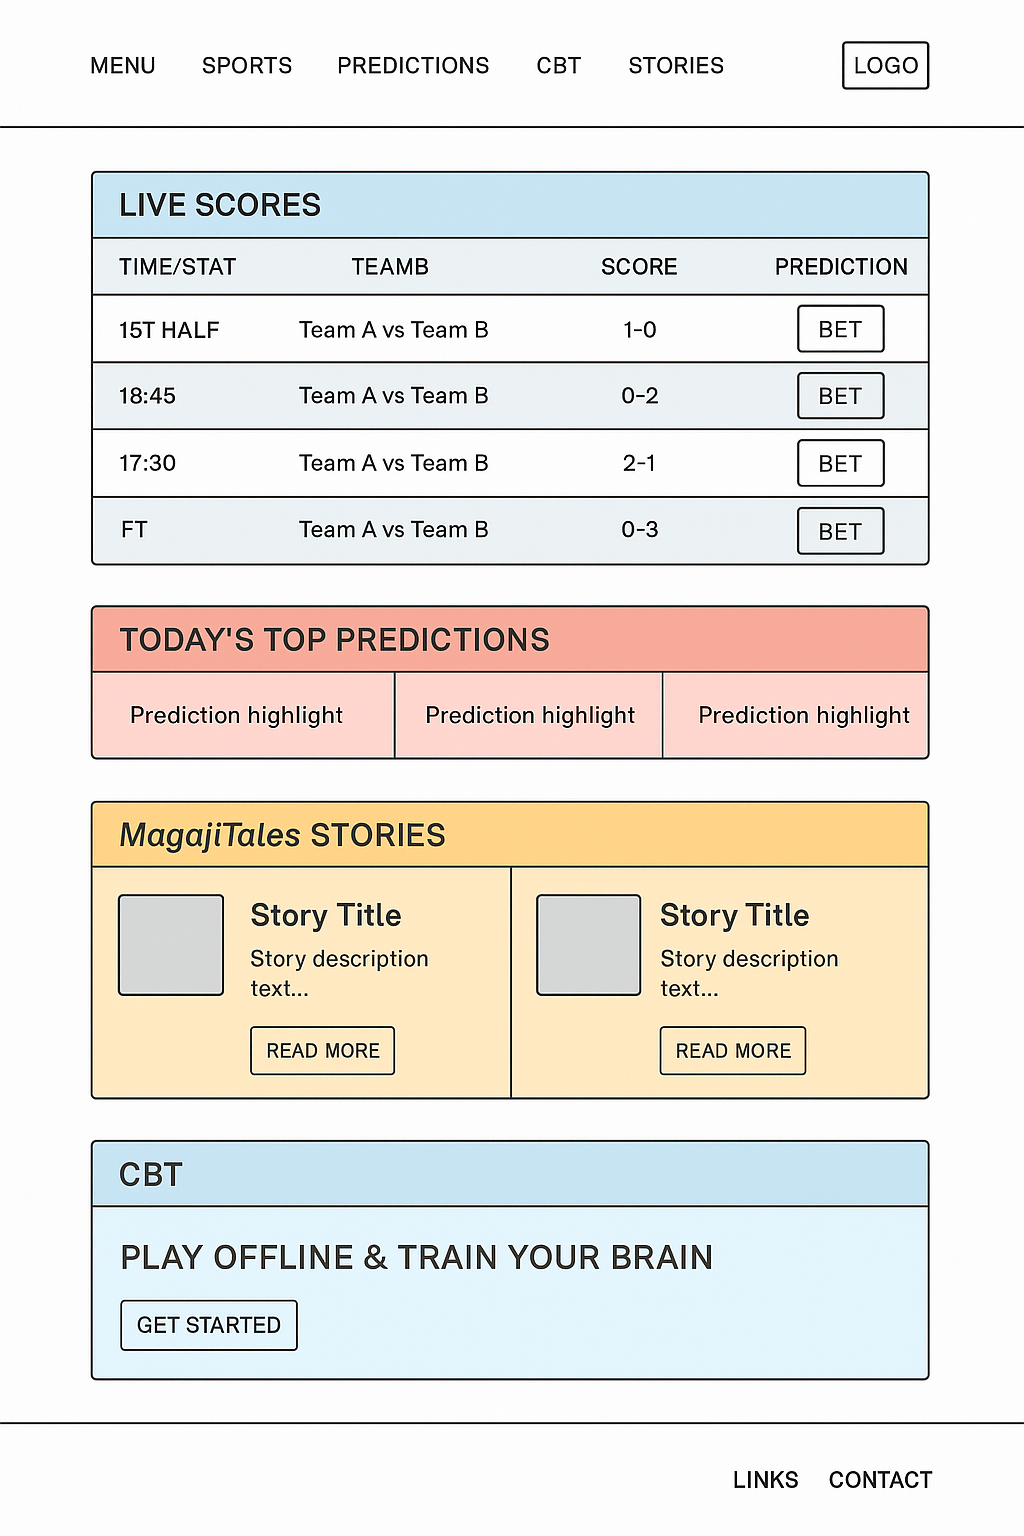 MENU SPORTS PREDICTIONS CBT STORIES LOGO
LIVE SCORES
TIME/STAT TEAMB SCORE PREDICTION
15T HALF Team A vs Team B 1-0 BET
18:45 Team A vs Team B 0-2 BET
17:30 Team A vs Team B 2-1 BET
FT Team A vs Team B 0-3 BET
TODAY'S TOP PREDICTIONS
Prediction highlight Prediction highlight Prediction highlight
MagajiTales STORIES
Story Title
Story description
text...
READ MORE
Story Title
Story description
text...
READ MORE
CBT
PLAY OFFLINE & TRAIN YOUR BRAIN
GET STARTED
LINKS CONTACT